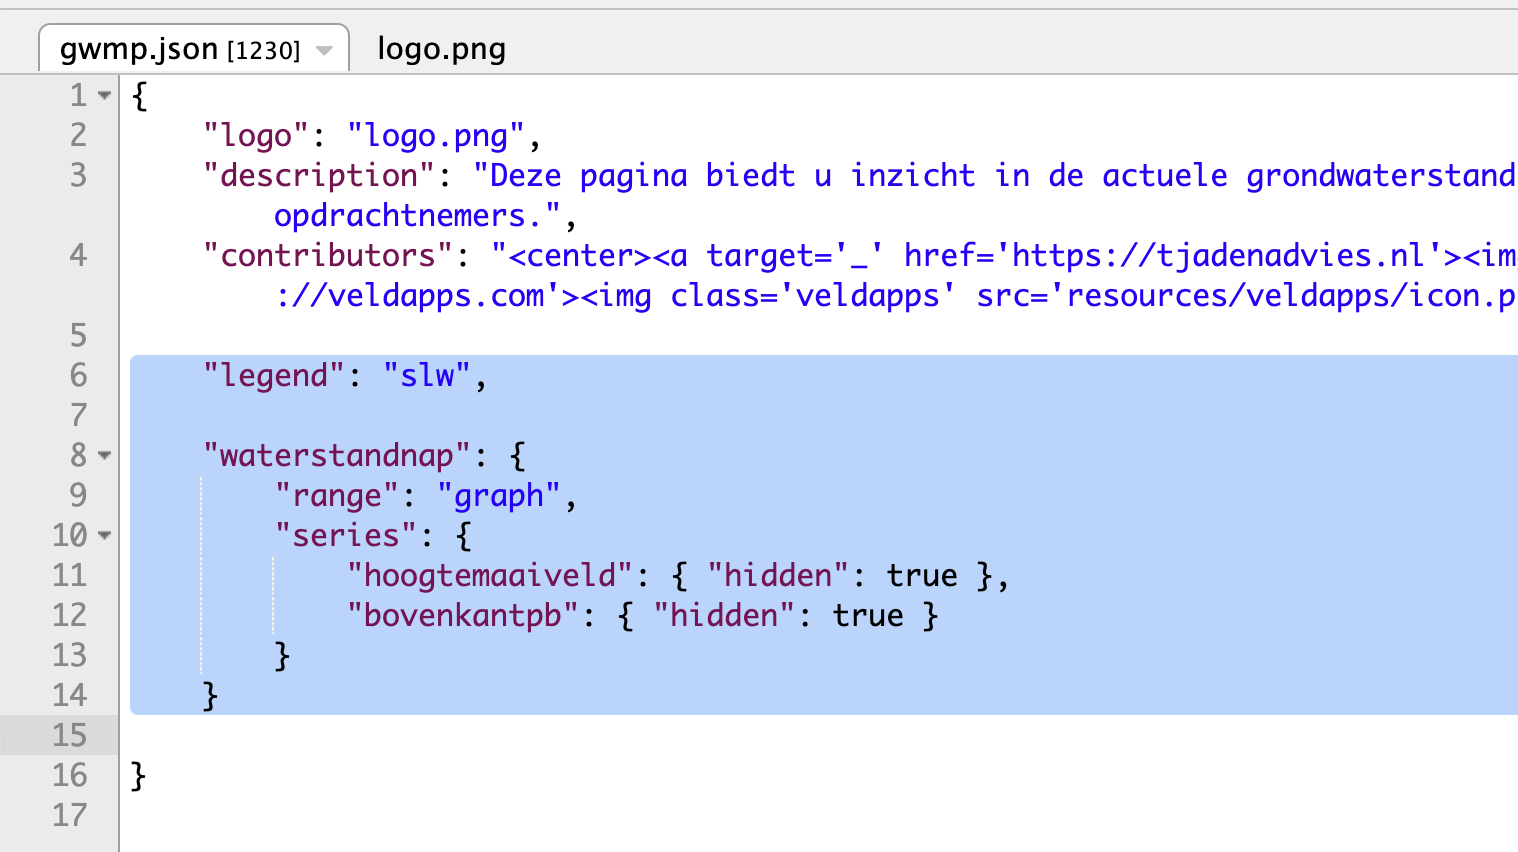 gwmp.json [1230] logo.png
1 {
2 "logo": "logo.png",
3 "description": "Deze pagina biedt u inzicht in de actuele grondwaterstand
opdrachtnemers.",
4 "contributors": "<center><a target='_' href='https://tjadenadvies.nl'><im
://veldapps.com'><img class='veldapps' src='resources/veldapps/icon.p
5
6 "legend": "slw",
7
8 "waterstandnap": {
9 "range": "graph",
10 "series": {
11 "hoogtemaaiveld": { "hidden": true },
12 "bovenkantpb": { "hidden": true }
13 }
14 }
15
16 }
17